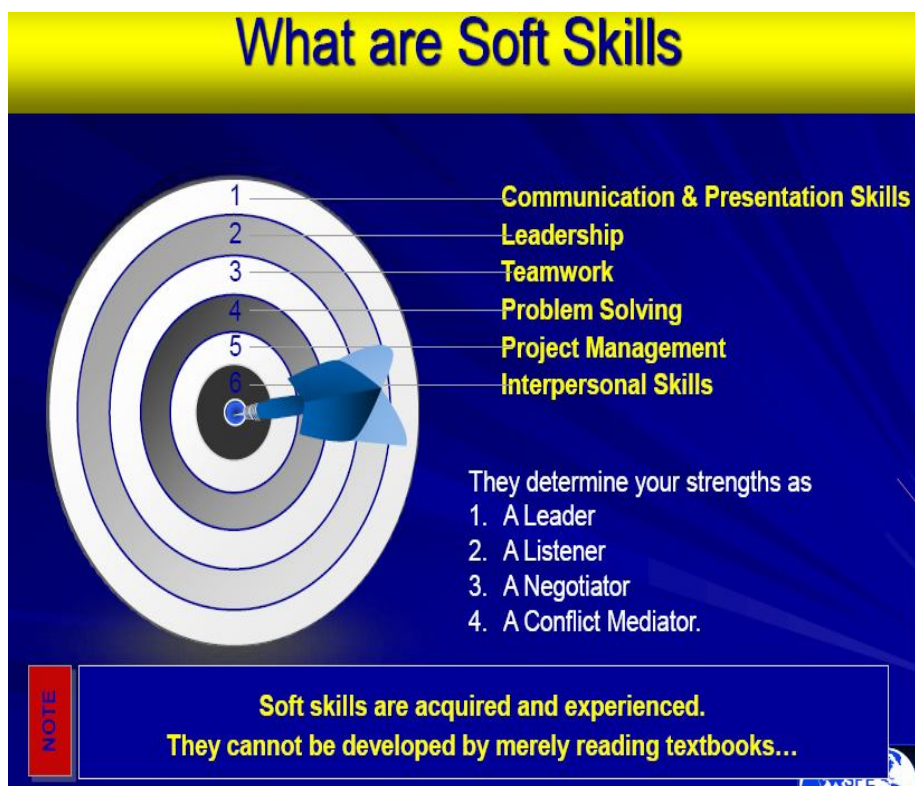 What are Soft Skills
1
Communication & Presentation Skills
2
Leadership
3
Teamwork
4
Problem Solving
5
Project Management
6
Interpersonal Skills
They determine your strengths as
1. A Leader
2. A Listener
3. A Negotiator
4. A Conflict Mediator.
NOTE
Soft skills are acquired and experienced.
They cannot be developed by merely reading textbooks...